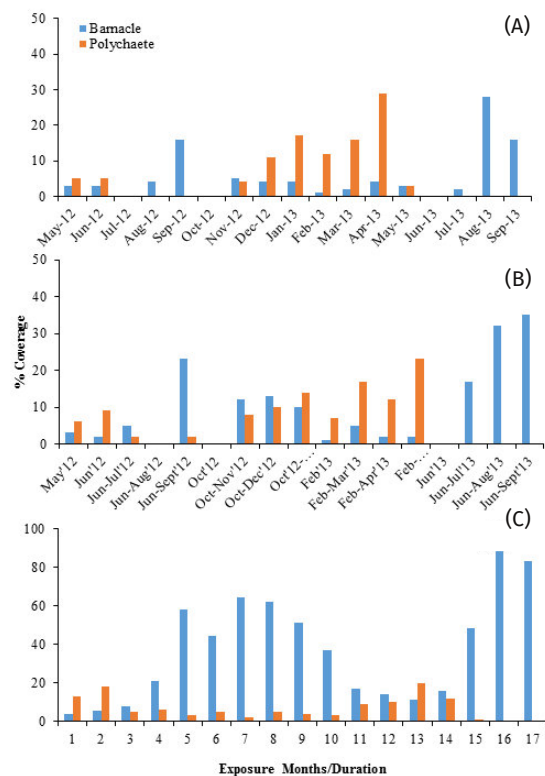 (A)
Barnacle
Polychaete
50
40
30
20
10
0
May-12 Jun-12 Jul-12 Aug-12 Sep-12 Oct-12 Nov-12 Dec-12 Jan-13 Feb-13 Mar-13 Apr-13 May-13 Jun-13 Jul-13 Aug-13 Sep-13
(B)
% Coverage
50
40
30
20
10
0
May'12 Jun'12 Jun-Jul'12 Jun-Aug'12 Jun-Sept'12 Oct'12 Oct-Nov'12 Oct-Dec'12 Oct'12-... Feb'13 Feb-Mar'13 Feb-Apr'13 Feb-... Jun'13 Jun-Jul'13 Jun-Aug'13 Jun-Sept'13
(C)
100
80
60
40
20
0
1 2 3 4 5 6 7 8 9 10 11 12 13 14 15 16 17
Exposure Months/Duration